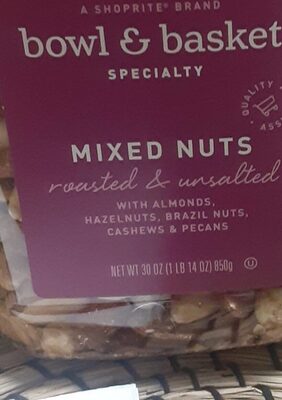 A SHOPRITE® BRAND
bowl & basket
SPECIALTY
QUALITY
ASS
MIXED NUTS
roasted & unsalted
WITH ALMONDS,
HAZELNUTS, BRAZIL NUTS,
CASHEWS & PECANS
NET WT 30 OZ (1 LB 14 OZ) 850g
U